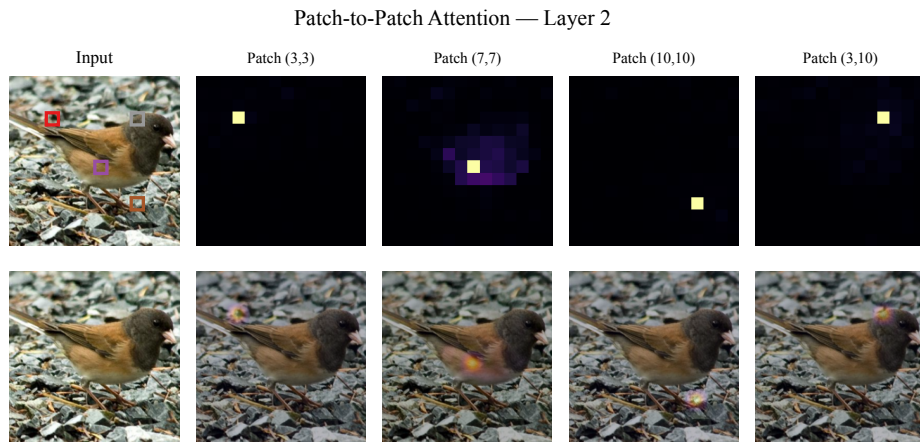 Patch-to-Patch Attention — Layer 2
Input
Patch (3,3)
Patch (7,7)
Patch (10,10)
Patch (3,10)